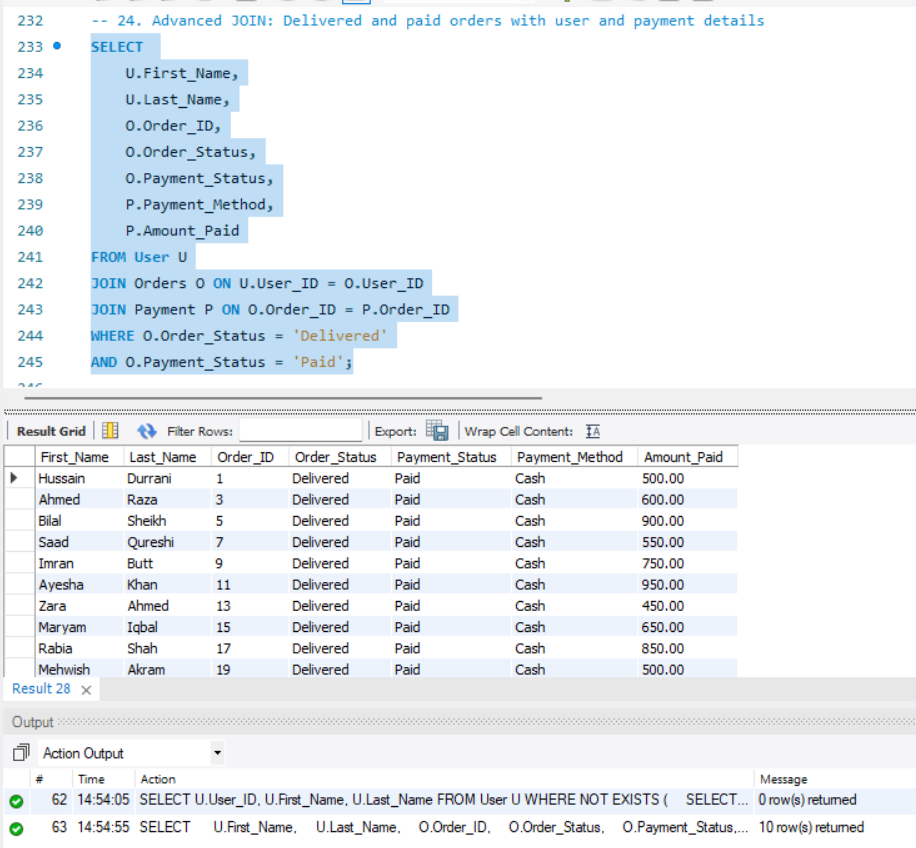 232 -- 24. Advanced JOIN: Delivered and paid orders with user and payment details
233 SELECT
234 U.First_Name,
235 U.Last_Name,
236 O.Order_ID,
237 O.Order_Status,
238 O.Payment_Status,
239 P.Payment_Method,
240 P.Amount_Paid
241 FROM User U
242 JOIN Orders O ON U.User_ID = O.User_ID
243 JOIN Payment P ON O.Order_ID = P.Order_ID
244 WHERE O.Order_Status = 'Delivered'
245 AND O.Payment_Status = 'Paid';
Result Grid Filter Rows: Export: Wrap Cell Content:
First_Name Last_Name Order_ID Order_Status Payment_Status Payment_Method Amount_Paid
Hussain Durrani 1 Delivered Paid Cash 500.00
Ahmed Raza 3 Delivered Paid Cash 600.00
Bilal Sheikh 5 Delivered Paid Cash 900.00
Saad Qureshi 7 Delivered Paid Cash 550.00
Imran Butt 9 Delivered Paid Cash 750.00
Ayesha Khan 11 Delivered Paid Cash 950.00
Zara Ahmed 13 Delivered Paid Cash 450.00
Maryam Iqbal 15 Delivered Paid Cash 650.00
Rabia Shah 17 Delivered Paid Cash 850.00
Mehwish Akram 19 Delivered Paid Cash 500.00
Result 28
Output
Action Output
# Time Action Message
62 14:54:05 SELECT U.User_ID, U.First_Name, U.Last_Name FROM User U WHERE NOT EXISTS ( SELECT... 0 row(s) returned
63 14:54:55 SELECT U.First_Name, U.Last_Name, O.Order_ID, O.Order_Status, O.Payment_Status,... 10 row(s) returned